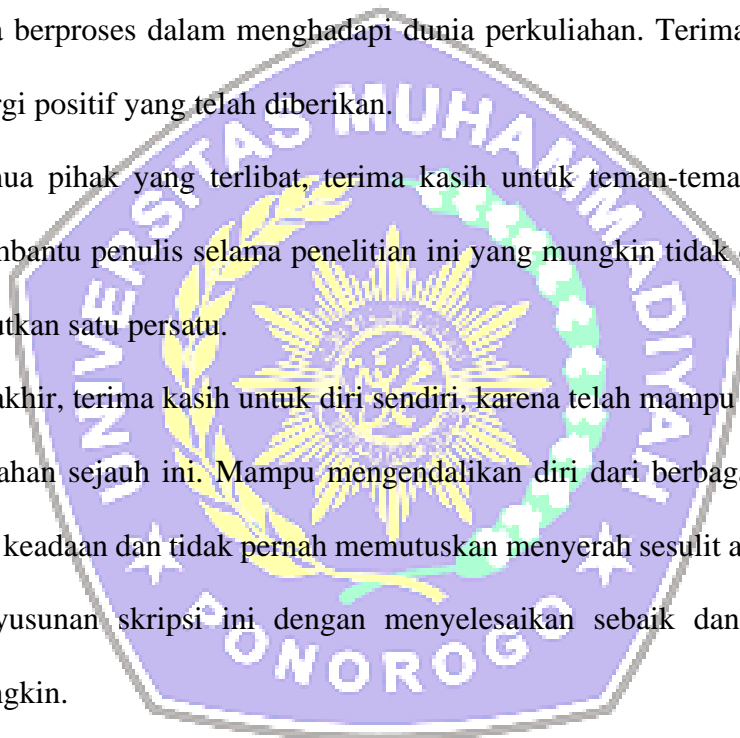 a berproses dalam menghadapi dunia perkuliahan. Terima
rgi positif yang telah diberikan.
nua pihak yang terlibat, terima kasih untuk teman-tema
mbantu penulis selama penelitian ini yang mungkin tidak
utkan satu persatu.
akhir, terima kasih untuk diri sendiri, karena telah mampu
ahan sejauh ini. Mampu mengendalikan diri dari berbaga
keadaan dan tidak pernah memutuskan menyerah sesulit a
yusunan skripsi ini dengan menyelesaikan sebaik dan
ngkin.
UNIVERSITAS MUHAMMADIYAH
PONOROGO